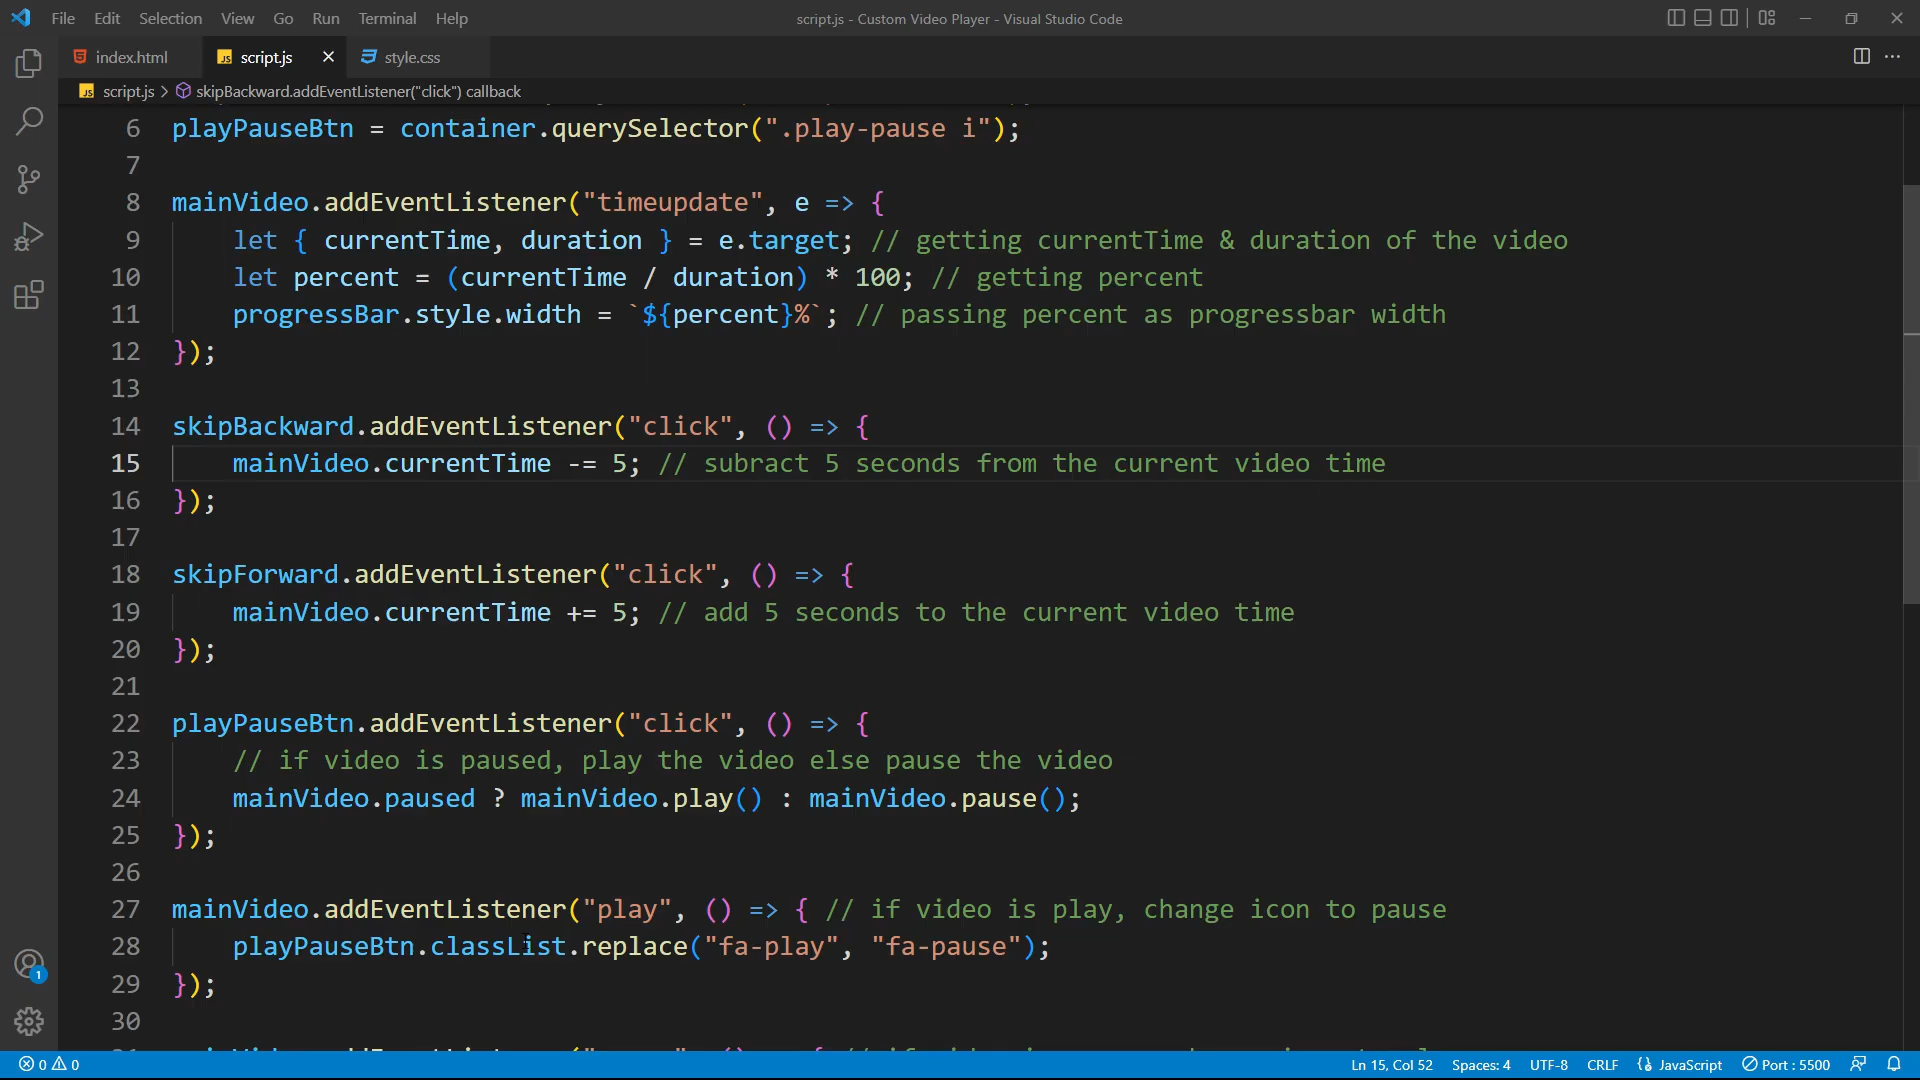 File Edit Selection View Go Run Terminal Help
script.js - Custom Video Player - Visual Studio Code
index.html
script.js
style.css
script.js > skipBackward.addEventListener("click") callback
6 playPauseBtn = container.querySelector(".play-pause i");
7
8 mainVideo.addEventListener("timeupdate", e => {
9 let { currentTime, duration } = e.target; // getting currentTime & duration of the video
10 let percent = (currentTime / duration) * 100; // getting percent
11 progressBar.style.width = `${percent}%`; // passing percent as progressbar width
12 });
13
14 skipBackward.addEventListener("click", () => {
15 mainVideo.currentTime -= 5; // subract 5 seconds from the current video time
16 });
17
18 skipForward.addEventListener("click", () => {
19 mainVideo.currentTime += 5; // add 5 seconds to the current video time
20 });
21
22 playPauseBtn.addEventListener("click", () => {
23 // if video is paused, play the video else pause the video
24 mainVideo.paused ? mainVideo.play() : mainVideo.pause();
25 });
26
27 mainVideo.addEventListener("play", () => { // if video is play, change icon to pause
28 playPauseBtn.classList.replace("fa-play", "fa-pause");
29 });
30
1
0 0 Ln 15, Col 52 Spaces: 4 UTF-8 CRLF JavaScript Port : 5500